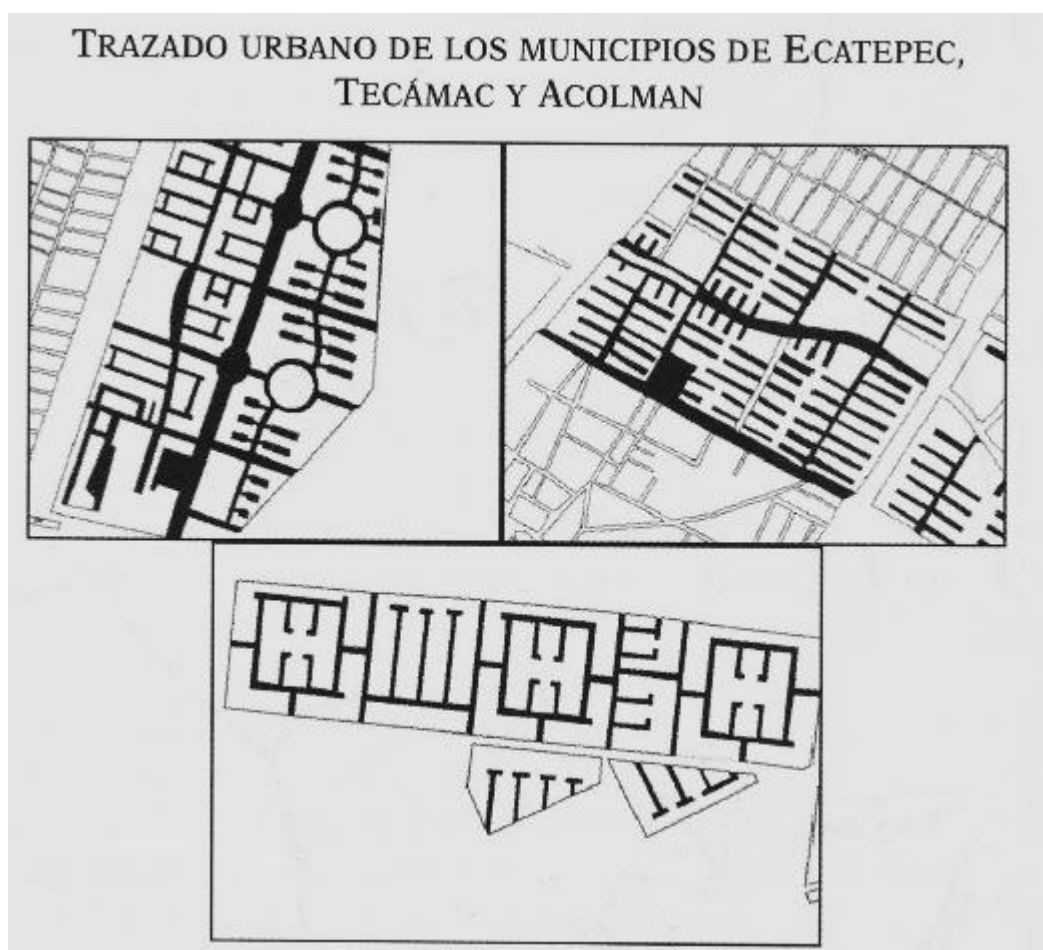 TRAZADO URBANO DE LOS MUNICIPIOS DE ECATEPEC,
TECÁMAC Y ACOLMAN